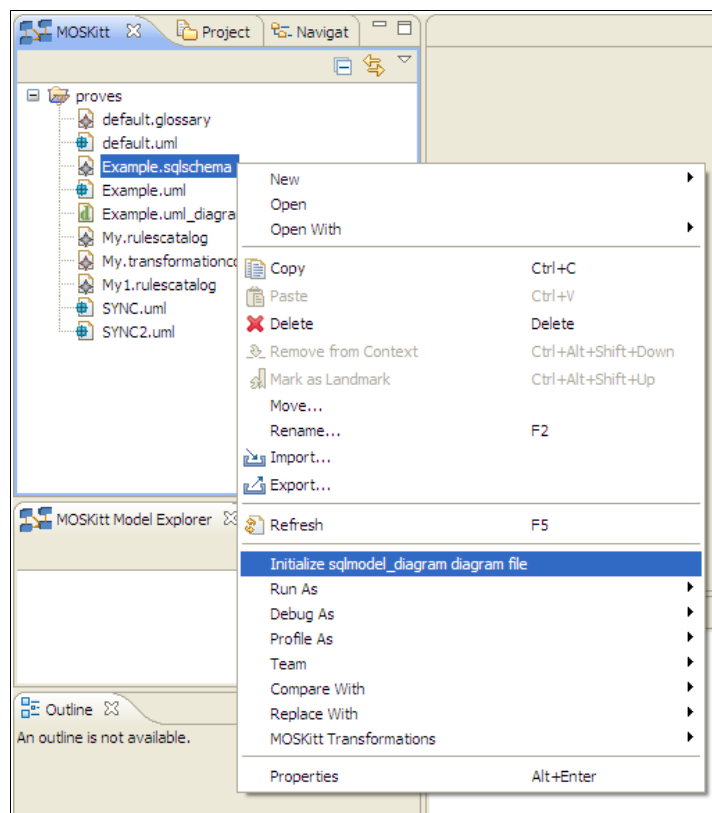 MOSKitt Project Navigat
proves
default.glossary
default.uml
Example.sqlschema
Example.uml
Example.uml_diagra
My.rulescatalog
My.transformationco
My1.rulescatalog
SYNC.uml
SYNC2.uml
New
Open
Open With
Copy Ctrl+C
Paste Ctrl+V
Delete Delete
Remove from Context Ctrl+Alt+Shift+Down
Mark as Landmark Ctrl+Alt+Shift+Up
Move...
Rename... F2
Import...
Export...
Refresh F5
Initialize sqlmodel_diagram diagram file
Run As
Debug As
Profile As
Team
Compare With
Replace With
MOSKitt Transformations
Properties Alt+Enter
MOSKitt Model Explorer
Outline
An outline is not available.